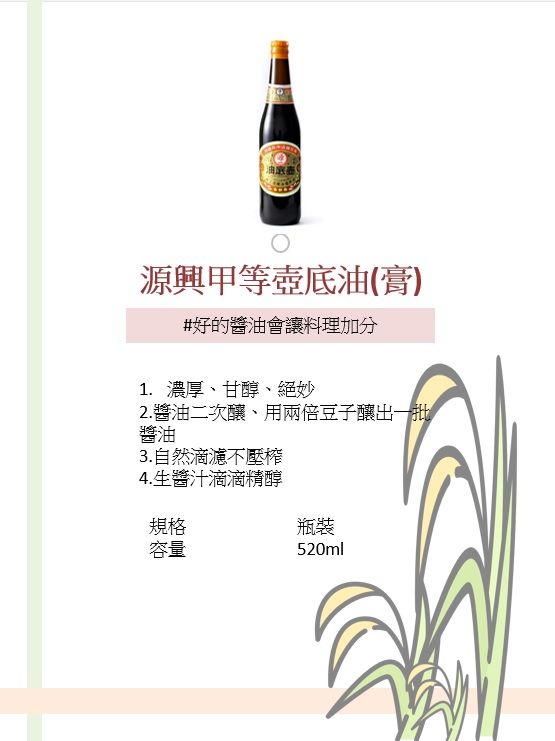 油底壺
源興甲等壺底油(膏)
#好的醬油會讓料理加分
1. 濃厚、甘醇、絕妙
2.醬油二次釀、用兩倍豆子釀出一批
醬油
3.自然滴濾不壓榨
4.生醬汁滴滴精醇
規格 瓶裝
容量 520ml